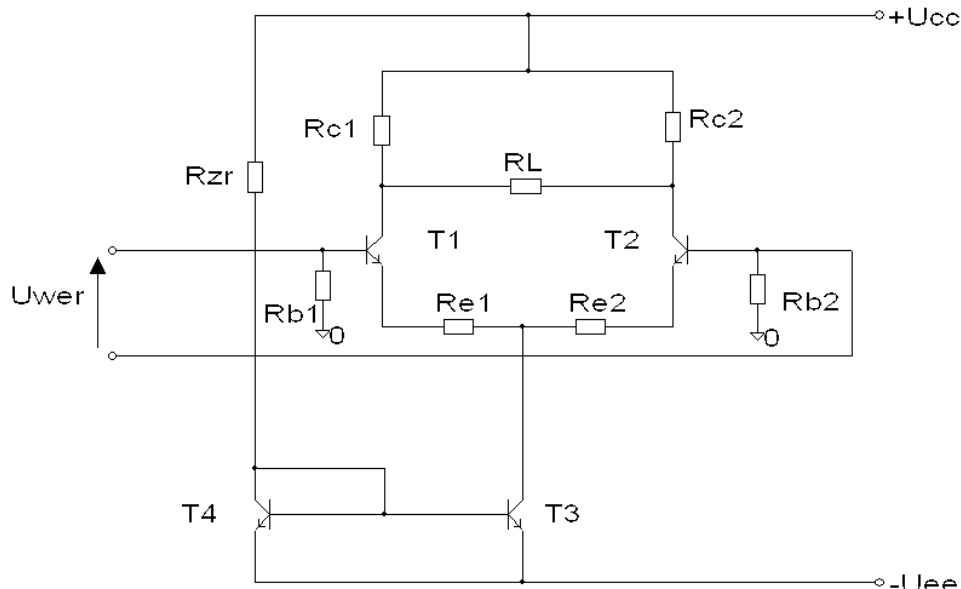 +Ucc
Rc1
Rc2
Rzr
RL
T1
T2
Uwer
Rb1
0
Re1
Re2
Rb2
0
T4
T3
-Uee